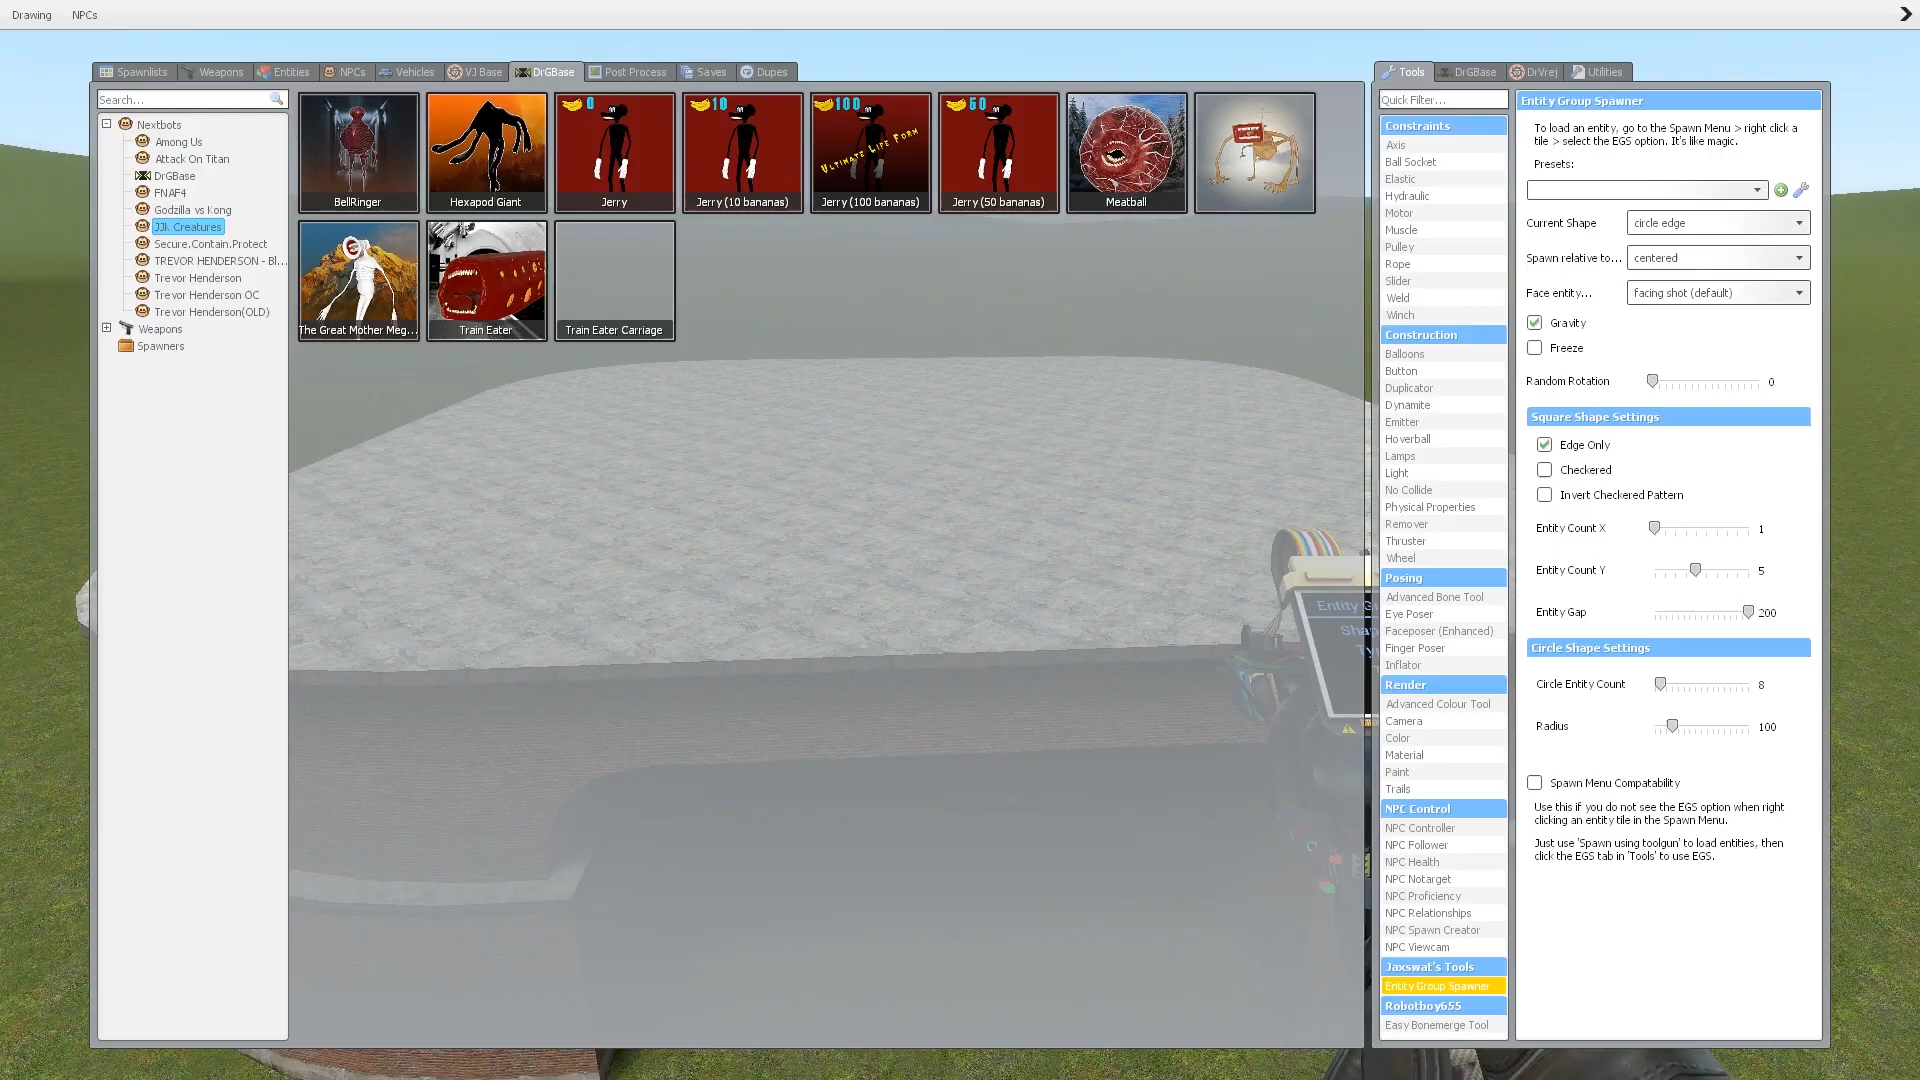 Drawing
NPCs
Spawnlists
Weapons
Entities
NPCs
Vehicles
VJ Base
DrGBase
Post Process
Saves
Dupes
Search...
Nextbots
Among Us
Attack On Titan
DrGBase
FNAF4
Godzilla vs Kong
JJk Creatures
Secure.Contain.Protect
TREVOR HENDERSON - Bl...
Trevor Henderson
Trevor Henderson OC
Trevor Henderson(OLD)
Weapons
Spawners
BellRinger
Hexapod Giant
0
Jerry
10
Jerry (10 bananas)
100
ULTIMATE LIFE FORM
Jerry (100 bananas)
50
Jerry (50 bananas)
Meatball
The Great Mother Meg...
Train Eater
Train Eater Carriage
Tools
DrGBase
DrVrej
Utilities
Quick Filter...
Constraints
Axis
Ball Socket
Elastic
Hydraulic
Motor
Muscle
Pulley
Rope
Slider
Weld
Winch
Construction
Balloons
Button
Duplicator
Dynamite
Emitter
Hoverball
Lamps
Light
No Collide
Physical Properties
Remover
Thruster
Wheel
Posing
Advanced Bone Tool
Eye Poser
Faceposer (Enhanced)
Finger Poser
Inflator
Render
Advanced Colour Tool
Camera
Color
Material
Paint
Trails
NPC Control
NPC Controller
NPC Follower
NPC Health
NPC Notarget
NPC Proficiency
NPC Relationships
NPC Spawn Creator
NPC Viewcam
Jaxswat's Tools
Entity Group Spawner
Robotboy655
Easy Bonemerge Tool
Entity Group Spawner
To load an entity, go to the Spawn Menu > right click a
tile > select the EGS option. It's like magic.
Presets:
Current Shape
circle edge
Spawn relative to...
centered
Face entity...
facing shot (default)
Gravity
Freeze
Random Rotation
0
Square Shape Settings
Edge Only
Checkered
Invert Checkered Pattern
Entity Count X
1
Entity Count Y
5
Entity Gap
200
Circle Shape Settings
Circle Entity Count
8
Radius
100
Spawn Menu Compatability
Use this if you do not see the EGS option when right
clicking an entity tile in the Spawn Menu.
Just use 'Spawn using toolgun' to load entities, then
click the EGS tab in 'Tools' to use EGS.
Entity G
Shap
Ty